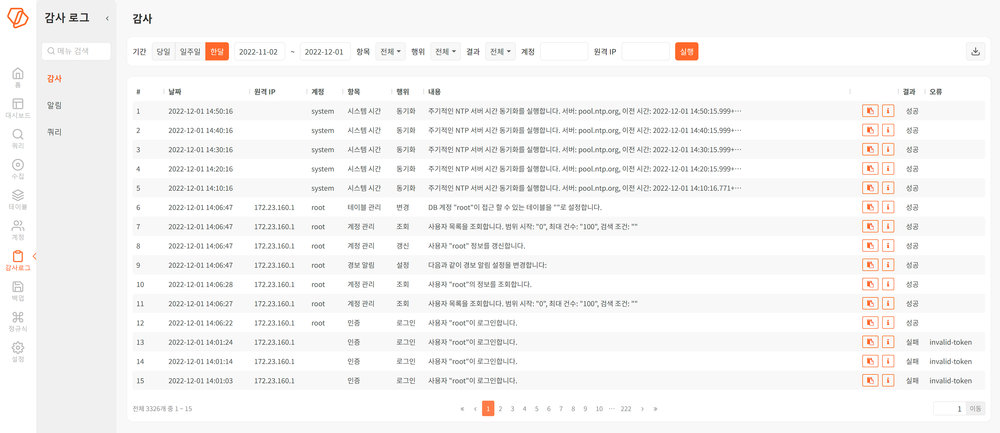 감사 로그
메뉴 검색
감사
알림
쿼리
홈
대시보드
쿼리
수집
테이블
계정
감사로그
백업
정규식
설정
감사
기간 당일 일주일 한달 2022-11-02 ~ 2022-12-01 항목 전체 행위 전체 결과 전체 계정 원격 IP 실행
# 날짜 원격 IP 계정 항목 행위 내용 결과 오류
1 2022-12-01 14:50:16 system 시스템 시간 동기화 주기적인 NTP 서버 시간 동기화를 실행합니다. 서버: pool.ntp.org, 이전 시간: 2022-12-01 14:50:15.999+··· 성공
2 2022-12-01 14:40:16 system 시스템 시간 동기화 주기적인 NTP 서버 시간 동기화를 실행합니다. 서버: pool.ntp.org, 이전 시간: 2022-12-01 14:40:15.999+··· 성공
3 2022-12-01 14:30:16 system 시스템 시간 동기화 주기적인 NTP 서버 시간 동기화를 실행합니다. 서버: pool.ntp.org, 이전 시간: 2022-12-01 14:30:15.999+··· 성공
4 2022-12-01 14:20:16 system 시스템 시간 동기화 주기적인 NTP 서버 시간 동기화를 실행합니다. 서버: pool.ntp.org, 이전 시간: 2022-12-01 14:20:15.999+··· 성공
5 2022-12-01 14:10:16 system 시스템 시간 동기화 주기적인 NTP 서버 시간 동기화를 실행합니다. 서버: pool.ntp.org, 이전 시간: 2022-12-01 14:10:16.771+··· 성공
6 2022-12-01 14:06:47 172.23.160.1 root 테이블 관리 변경 DB 계정 "root"이 접근 할 수 있는 테이블을 ""로 설정합니다. 성공
7 2022-12-01 14:06:47 172.23.160.1 root 계정 관리 조회 사용자 목록을 조회합니다. 범위 시작: "0", 최대 건수: "100", 검색 조건: "" 성공
8 2022-12-01 14:06:47 172.23.160.1 root 계정 관리 갱신 사용자 "root" 정보를 갱신합니다. 성공
9 2022-12-01 14:06:47 172.23.160.1 root 경보 알림 설정 다음과 같이 경보 알림 설정을 변경합니다: 성공
10 2022-12-01 14:06:28 172.23.160.1 root 계정 관리 조회 사용자 "root"의 정보를 조회합니다. 성공
11 2022-12-01 14:06:27 172.23.160.1 root 계정 관리 조회 사용자 목록을 조회합니다. 범위 시작: "0", 최대 건수: "100", 검색 조건: "" 성공
12 2022-12-01 14:06:22 172.23.160.1 root 인증 로그인 사용자 "root"이 로그인합니다. 성공
13 2022-12-01 14:01:24 172.23.160.1 인증 로그인 사용자 "root"이 로그인합니다. 실패 invalid-token
14 2022-12-01 14:01:14 172.23.160.1 인증 로그인 사용자 "root"이 로그인합니다. 실패 invalid-token
15 2022-12-01 14:01:03 172.23.160.1 인증 로그인 사용자 "root"이 로그인합니다. 실패 invalid-token
전체 3326개 중 1 ~ 15 « ‹ 1 2 3 4 5 6 7 8 9 10 ··· 222 › » 1 이동